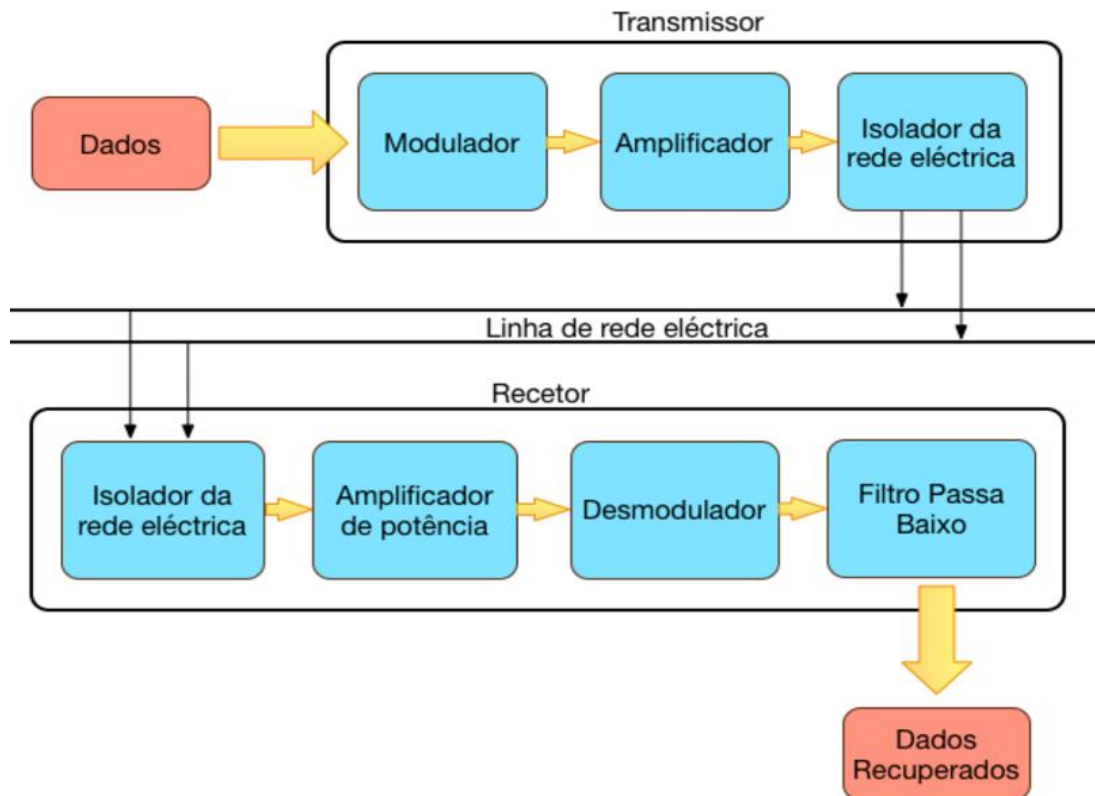 Transmissor
Dados
Modulador
Amplificador
Isolador da
rede eléctrica
Linha de rede eléctrica
Recetor
Isolador da
rede eléctrica
Amplificador
de potência
Desmodulador
Filtro Passa
Baixo
Dados
Recuperados